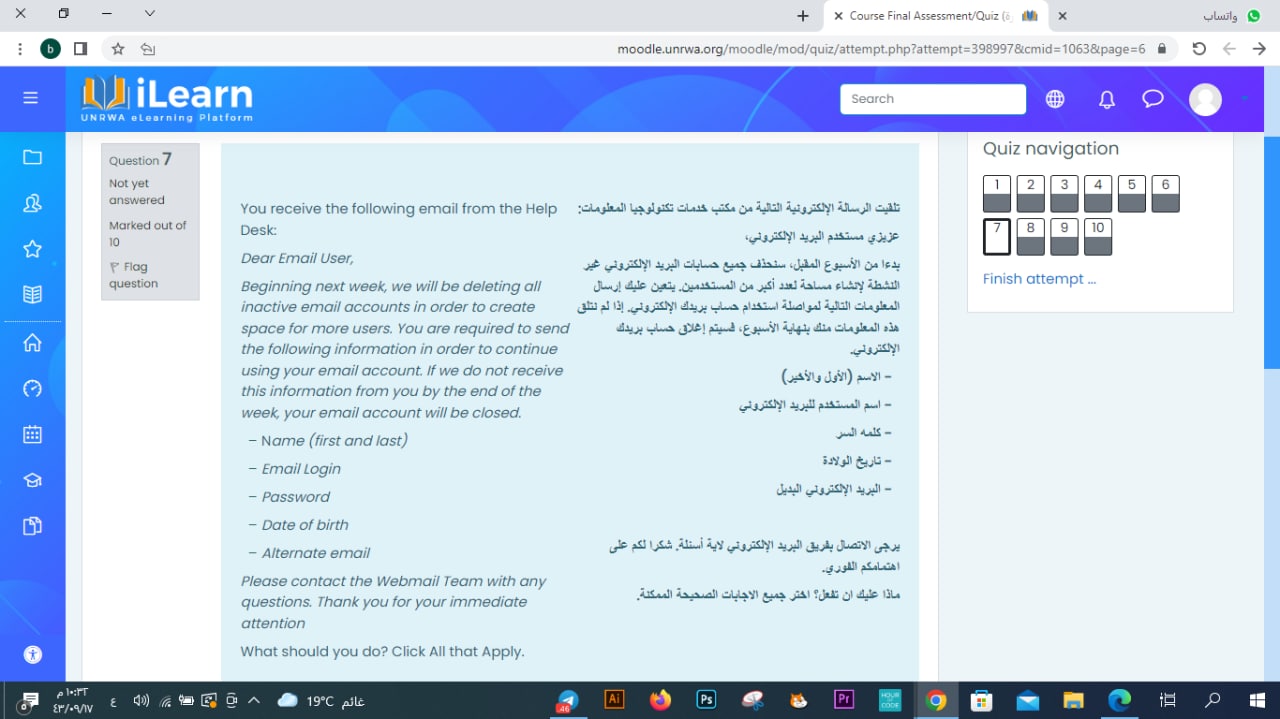 Course Final Assessment/Quiz
واتساب
b
moodle.unrwa.org/moodle/mod/quiz/attempt.php?attempt=398997&cmid=1063&page=6
iLearn
UNRWA eLearning Platform
Search
Question 7
Not yet
answered
Marked out of
10
Flag
question
You receive the following email from the Help
Desk:
Dear Email User,
Beginning next week, we will be deleting all
inactive email accounts in order to create
space for more users. You are required to send
the following information in order to continue
using your email account. If we do not receive
this information from you by the end of the
week, your email account will be closed.
– Name (first and last)
– Email Login
– Password
– Date of birth
– Alternate email
Please contact the Webmail Team with any
questions. Thank you for your immediate
attention
What should you do? Click All that Apply.
تلقيت الرسالة الإلكترونية التالية من مكتب خدمات تكنولوجيا المعلومات:
عزيزي مستخدم البريد الإلكتروني،
بدءا من الأسبوع المقبل، سنحذف جميع حسابات البريد الإلكتروني غير
النشطة لإنشاء مساحة لعدد أكبر من المستخدمين. يتعين عليك إرسال
المعلومات التالية لمواصلة استخدام حساب بريدك الإلكتروني. إذا لم نتلق
هذه المعلومات منك بنهاية الأسبوع، فسيتم إغلاق حساب بريدك
الإلكتروني.
– الاسم (الأول والأخير)
– اسم المستخدم للبريد الإلكتروني
– كلمه السر
– تاريخ الولادة
– البريد الإلكتروني البديل
يرجى الاتصال بفريق البريد الإلكتروني لاية أسئلة. شكرا لكم على
اهتمامكم الفوري.
ماذا عليك ان تفعل؟ اختر جميع الاجابات الصحيحة الممكنة.
Quiz navigation
1 2 3 4 5 6
7 8 9 10
Finish attempt ...
١٠:٣٢ م
٤٣/٠٩/١٧
6
ع
19°C غائم
46
Ai
Ps
Pr
HOUR
OF
CODE